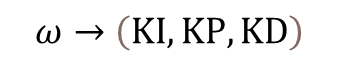 ω → (KI, KP, KD)